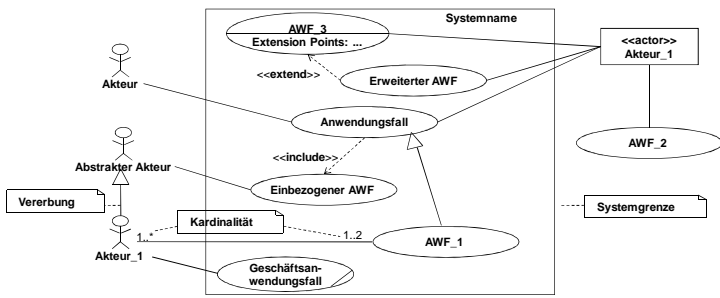 Systemname
AWF_3
Extension Points: ...
<<actor>>
Akteur_1
<<extend>>
Erweiterter AWF
Akteur
Anwendungsfall
AWF_2
<<include>>
Abstrakter Akteur
Einbezogener AWF
Vererbung
Systemgrenze
Kardinalität
1..*
1..2
AWF_1
Akteur_1
Geschäftsan-
wendungsfall